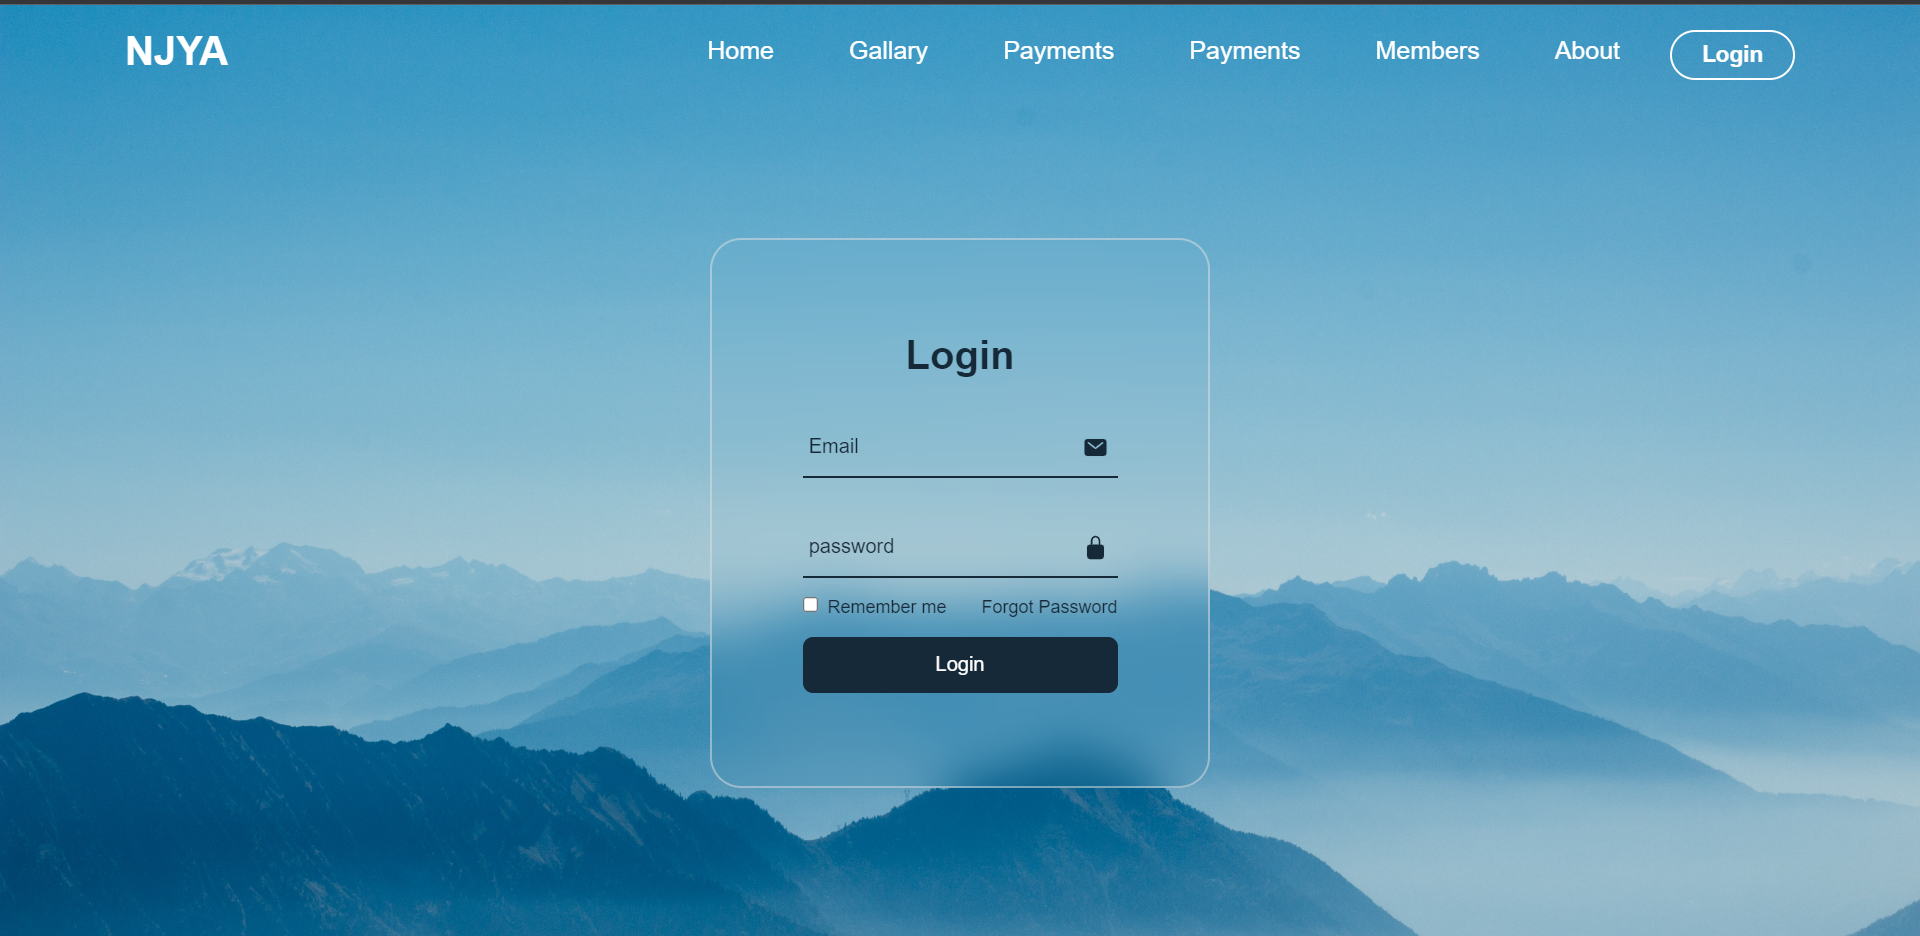 NJYA Home Gallary Payments Payments Members About Login
Login
Email
password
Remember me Forgot Password
Login